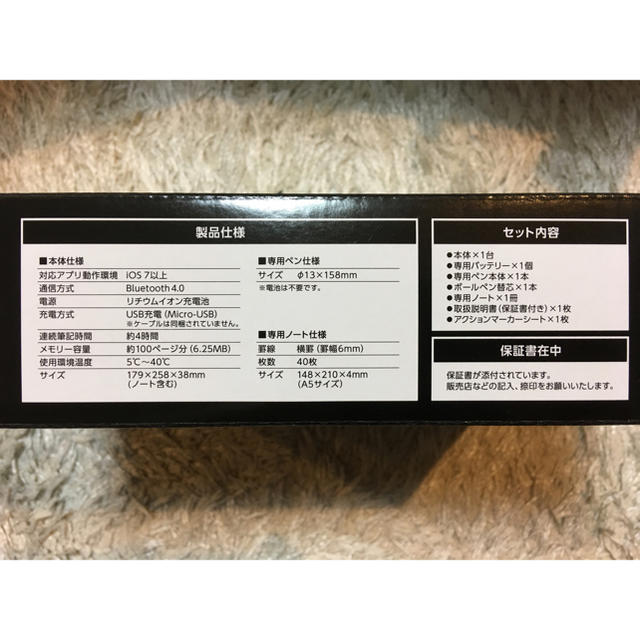 製品仕様
■本体仕様
対応アプリ動作環境 iOS 7以上
通信方式 Bluetooth 4.0
電源 リチウムイオン充電池
充電方式 USB充電 (Micro-USB)
※ケーブルは同梱されていません。
連続筆記時間 約4時間
メモリー容量 約100ページ分 (6.25MB)
使用環境温度 5℃~40℃
サイズ 179×258×38mm
(ノート含む)
■専用ペン仕様
サイズ φ13×158mm
※電池は不要です。
■専用ノート仕様
罫線 横罫 (罫幅6mm)
枚数 40枚
サイズ 148×210×4mm
(A5サイズ)
セット内容
●本体×1台
●専用バッテリー×1個
●専用ペン本体×1本
●ボールペン替芯×1本
●専用ノート×1冊
●取扱説明書(保証書付き)×1枚
●アクションマーカーシート×1枚
保証書在中
保証書が添付されています。
販売店などの記入、捺印をお願いいたします。